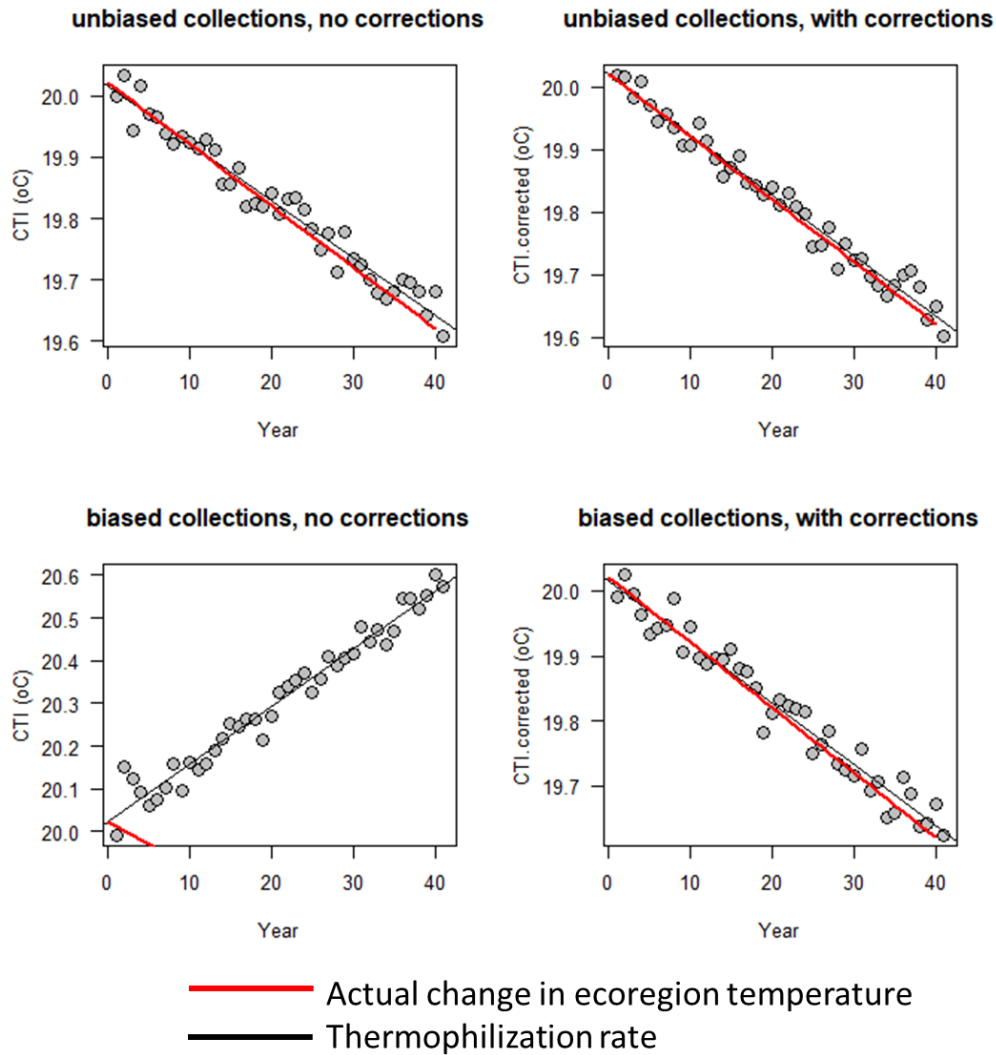 unbiased collections, no corrections
CTI (oC)
20.0
19.9
19.8
19.7
19.6
0 10 20 30 40
Year
unbiased collections, with corrections
CTI.corrected (oC)
20.0
19.9
19.8
19.7
19.6
0 10 20 30 40
Year
biased collections, no corrections
CTI (oC)
20.6
20.5
20.4
20.3
20.2
20.1
20.0
0 10 20 30 40
Year
biased collections, with corrections
CTI.corrected (oC)
20.0
19.9
19.8
19.7
0 10 20 30 40
Year
Actual change in ecoregion temperature
Thermophilization rate